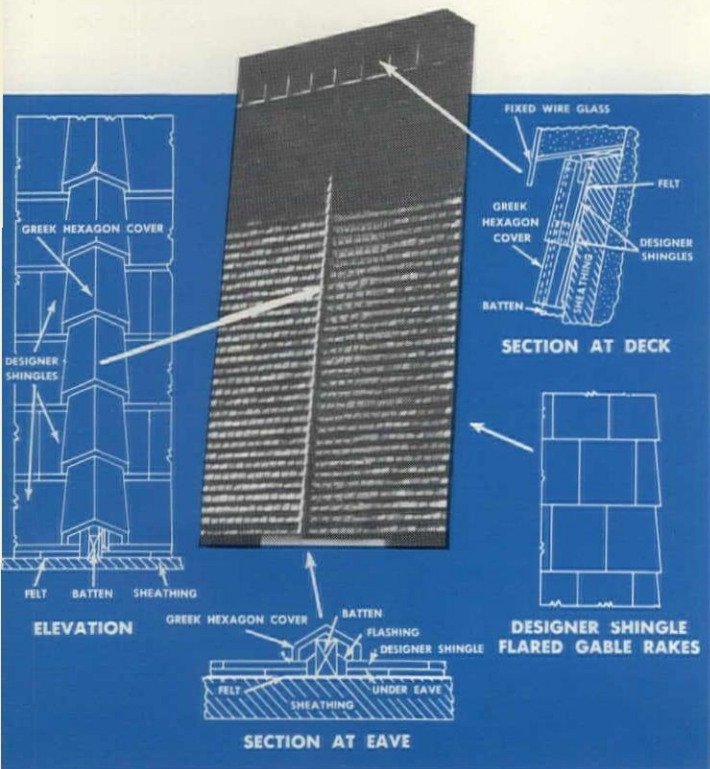 FIXED WIRE GLASS
FELT
GREEK
HEXAGON
COVER
DESIGNER
SHINGLES
SHEATHING
BATTEN
SECTION AT DECK
GREEK HEXAGON COVER
DESIGNER
SHINGLES
FELT
BATTEN
SHEATHING
ELEVATION
GREEK HEXAGON COVER
BATTEN
FLASHING
DESIGNER SHINGLE
FELT
UNDER EAVE
SHEATHING
SECTION AT EAVE
DESIGNER SHINGLE
FLARED GABLE RAKES